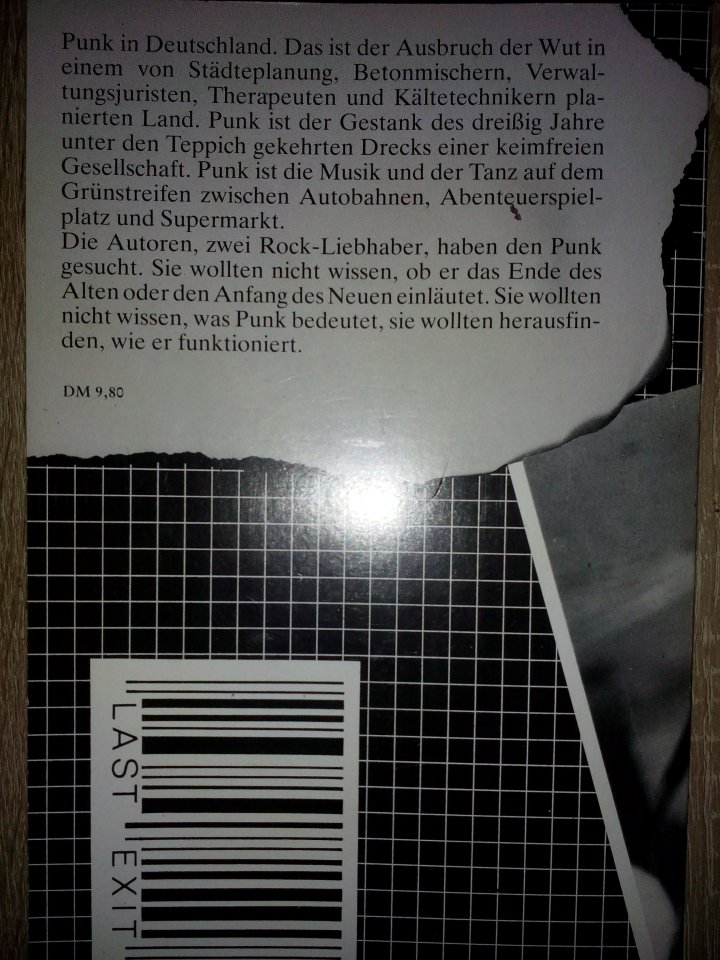 Punk in Deutschland. Das ist der Ausbruch der Wut in
einem von Städteplanung, Betonmischern, Verwal-
tungsjuristen, Therapeuten und Kältetechnikern pla-
nierten Land. Punk ist der Gestank des dreißig Jahre
unter den Teppich gekehrten Drecks einer keimfreien
Gesellschaft. Punk ist die Musik und der Tanz auf dem
Grünstreifen zwischen Autobahnen, Abenteuerspiel-
platz und Supermarkt.
Die Autoren, zwei Rock-Liebhaber, haben den Punk
gesucht. Sie wollten nicht wissen, ob er das Ende des
Alten oder den Anfang des Neuen einläutet. Sie wollten
nicht wissen, was Punk bedeutet, sie wollten herausfin-
den, wie er funktioniert.
DM 9,80
LAST EXIT